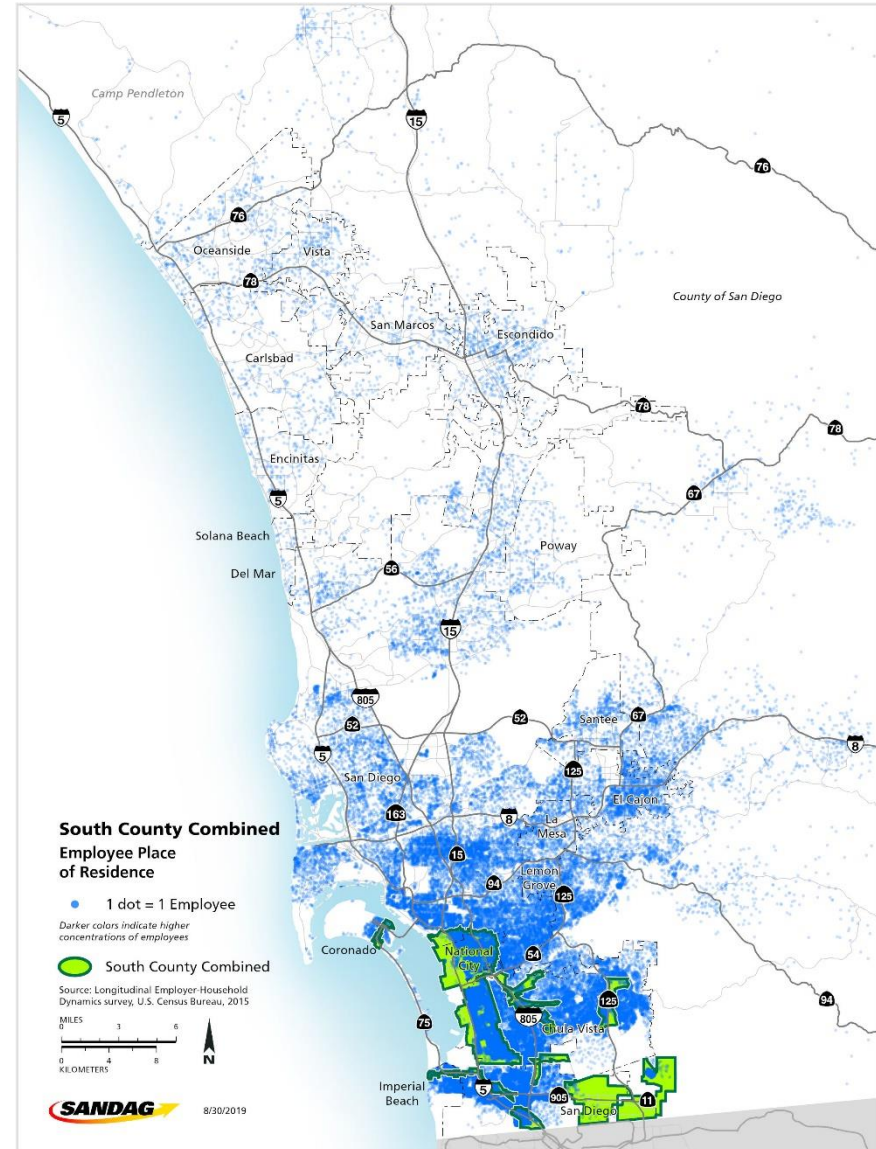 Camp Pendleton
5
15
76
76
Oceanside
Vista
78
County of San Diego
San Marcos
Escondido
Carlsbad
78
78
Encinitas
67
5
Solana Beach
Poway
56
Del Mar
15
805
52
52
Santee
67
5
8
San Diego
125
El Cajon
163
8
La
Mesa
15
Lemon
Grove
94
125
Coronado
National
City
54
125
94
805
Chula Vista
75
Imperial
Beach
5
905
San Diego
11
South County Combined
Employee Place
of Residence
1 dot = 1 Employee
Darker colors indicate higher
concentrations of employees
South County Combined
Source: Longitudinal Employer-Household
Dynamics survey, U.S. Census Bureau, 2015
MILES
0 3 6
0 4 8
KILOMETERS
N
SANDAG 8/30/2019